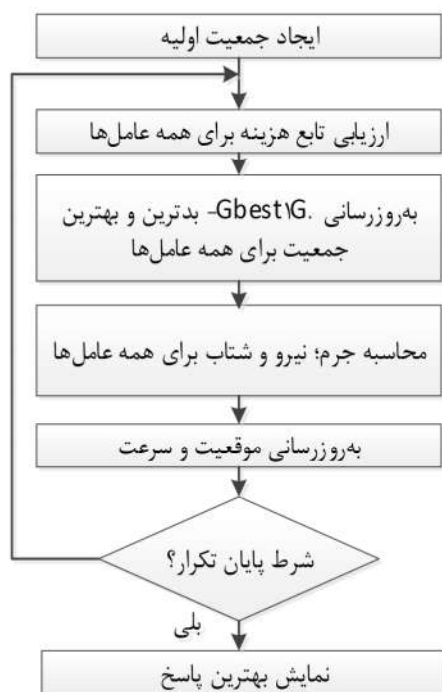 ایجاد جمعیت اولیه
ارزیابی تابع هزینه برای همه عامل‌ها
به‌روزرسانی .Gbest۱G- بدترین و بهترین
جمعیت برای همه عامل‌ها
محاسبه جرم؛ نیرو و شتاب برای همه عامل‌ها
به‌روزرسانی موقعیت و سرعت
شرط پایان تکرار؟
بلی
نمایش بهترین پاسخ